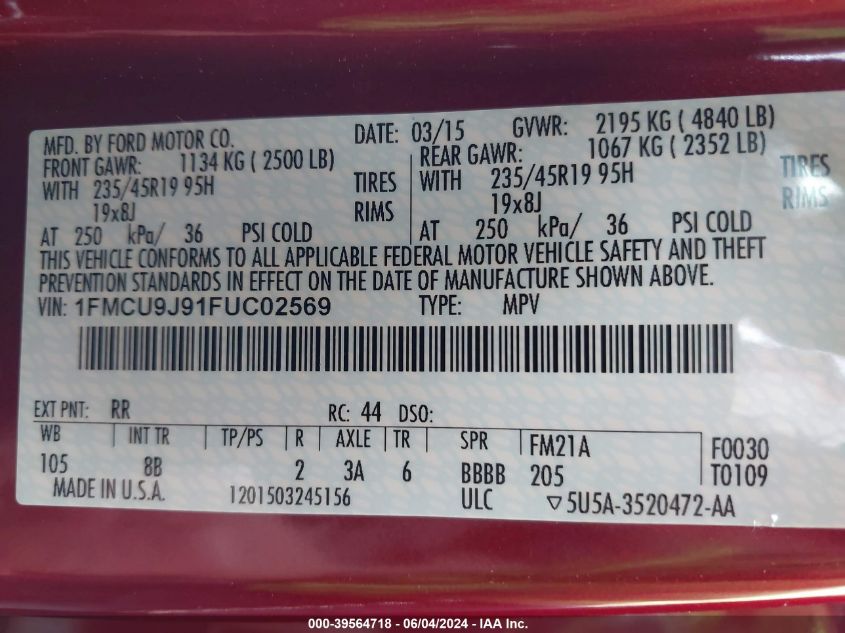 MFD. BY FORD MOTOR CO. DATE: 03/15 GVWR: 2195 KG ( 4840 LB)
FRONT GAWR: 1134 KG ( 2500 LB) REAR GAWR: 1067 KG ( 2352 LB)
WITH 235/45R19 95H TIRES WITH 235/45R19 95H TIRES
19x8J RIMS 19x8J RIMS
AT 250 kPa/ 36 PSI COLD AT 250 kPa/ 36 PSI COLD
THIS VEHICLE CONFORMS TO ALL APPLICABLE FEDERAL MOTOR VEHICLE SAFETY AND THEFT
PREVENTION STANDARDS IN EFFECT ON THE DATE OF MANUFACTURE SHOWN ABOVE.
VIN: 1FMCU9J91FUC02569 TYPE: MPV
EXT PNT: RR RC: 44 DSO:
WB INT TR TP/PS R AXLE TR SPR FM21A F0030
105 8B 2 3A 6 BBBB 205 T0109
MADE IN U.S.A. 1201503245156 ULC ▽5U5A-3520472-AA
000-39564718 - 06/04/2024 - IAA Inc.